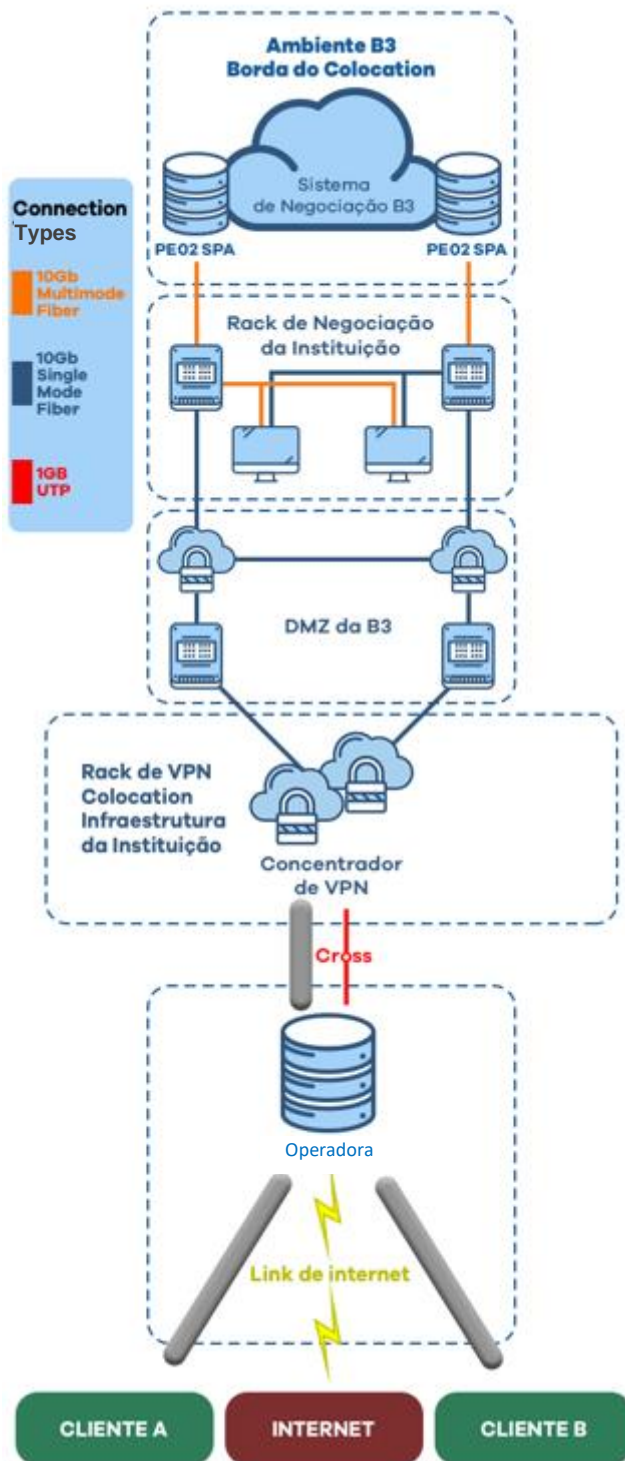 Ambiente B3
Borda do Colocation
Sistema
de Negociação B3
PE02 SPA
PE02 SPA
Connection
Types
10Gb
Multimode
Fiber
10Gb
Single
Mode
Fiber
1GB
UTP
Rack de Negociação
da Instituição
DMZ da B3
Rack de VPN
Colocation
Infraestrutura
da Instituição
Concentrador
de VPN
Cross
Operadora
Link de internet
CLIENTE A
INTERNET
CLIENTE B